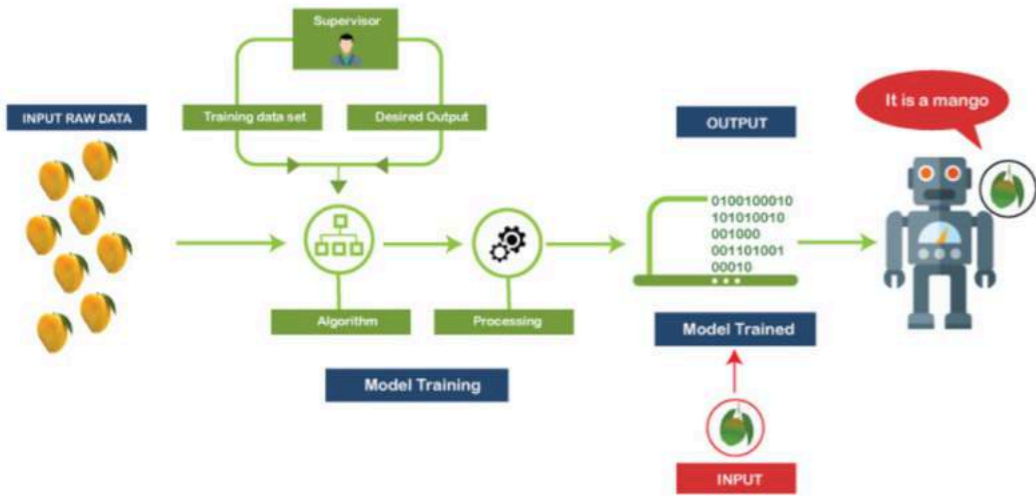 Supervisor
INPUT RAW DATA
Training data set
Desired Output
OUTPUT
It is a mango
0100100010
101010010
001000
001101001
00010
Algorithm
Processing
Model Trained
Model Training
INPUT